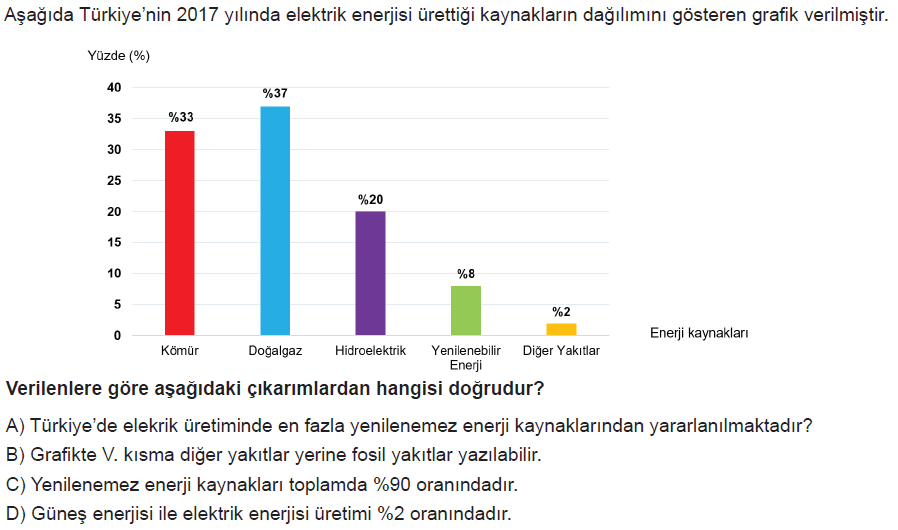 Aşağıda Türkiye’nin 2017 yılında elektrik enerjisi ürettiği kaynakların dağılımını gösteren grafik verilmiştir.
Yüzde (%)
40
35
30
25
20
15
10
5
0
%33
%37
%20
%8
%2
Kömür
Doğalgaz
Hidroelektrik
Yenilenebilir
Enerji
Diğer Yakıtlar
Enerji kaynakları
Verilenlere göre aşağıdaki çıkarımlardan hangisi doğrudur?
A) Türkiye’de elekrik üretiminde en fazla yenilenemez enerji kaynaklarından yararlanılmaktadır?
B) Grafikte V. kısma diğer yakıtlar yerine fosil yakıtlar yazılabilir.
C) Yenilenemez enerji kaynakları toplamda %90 oranındadır.
D) Güneş enerjisi ile elektrik enerjisi üretimi %2 oranındadır.